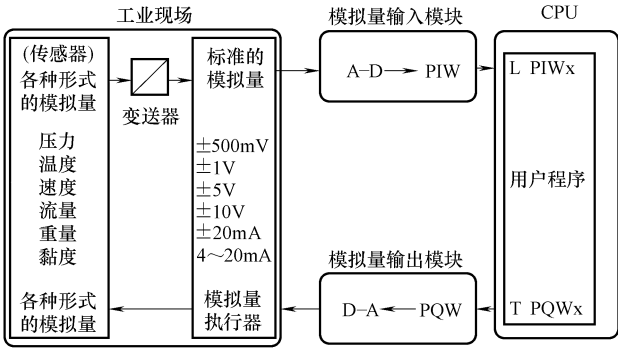 工业现场
模拟量输入模块
CPU
(传感器)
各种形式
的模拟量
变送器
标准的
模拟量
A-D
PIW
L PIWx
压力
温度
速度
流量
重量
黏度
±500mV
±1V
±5V
±10V
±20mA
4～20mA
用户程序
模拟量输出模块
各种形式
的模拟量
模拟量
执行器
D-A
PQW
T PQWx